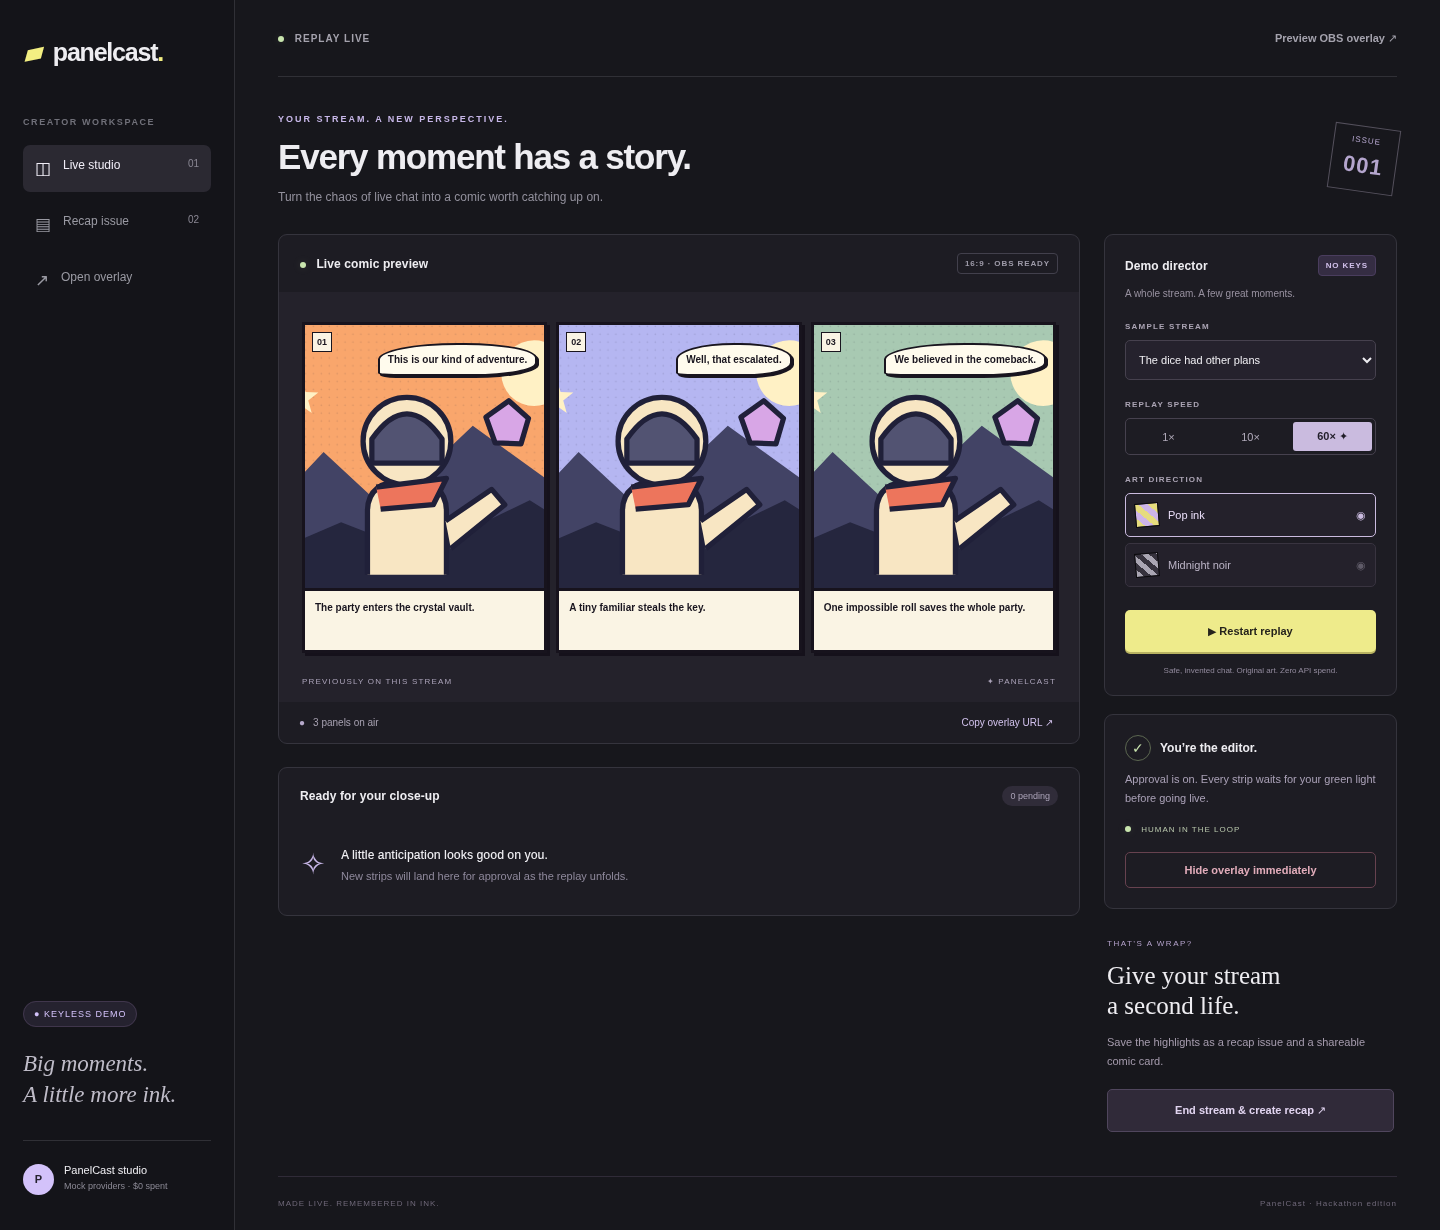 panelcast.
CREATOR WORKSPACE
Live studio 01
Recap issue 02
Open overlay
● KEYLESS DEMO
Big moments.
A little more ink.
P
PanelCast studio
Mock providers · $0 spent
REPLAY LIVE
Preview OBS overlay ↗
YOUR STREAM. A NEW PERSPECTIVE.
Every moment has a story.
Turn the chaos of live chat into a comic worth catching up on.
ISSUE
001
Live comic preview
16:9 · OBS READY
01
This is our kind of adventure.
The party enters the crystal vault.
02
Well, that escalated.
A tiny familiar steals the key.
03
We believed in the comeback.
One impossible roll saves the whole party.
PREVIOUSLY ON THIS STREAM
✦ PANELCAST
3 panels on air
Copy overlay URL ↗
Ready for your close-up
0 pending
A little anticipation looks good on you.
New strips will land here for approval as the replay unfolds.
Demo director
NO KEYS
A whole stream. A few great moments.
SAMPLE STREAM
The dice had other plans
REPLAY SPEED
1× 10× 60× ✦
ART DIRECTION
Pop ink
Midnight noir
▶ Restart replay
Safe, invented chat. Original art. Zero API spend.
You're the editor.
Approval is on. Every strip waits for your green light
before going live.
HUMAN IN THE LOOP
Hide overlay immediately
THAT'S A WRAP?
Give your stream
a second life.
Save the highlights as a recap issue and a shareable
comic card.
End stream & create recap ↗
MADE LIVE. REMEMBERED IN INK.
PanelCast · Hackathon edition